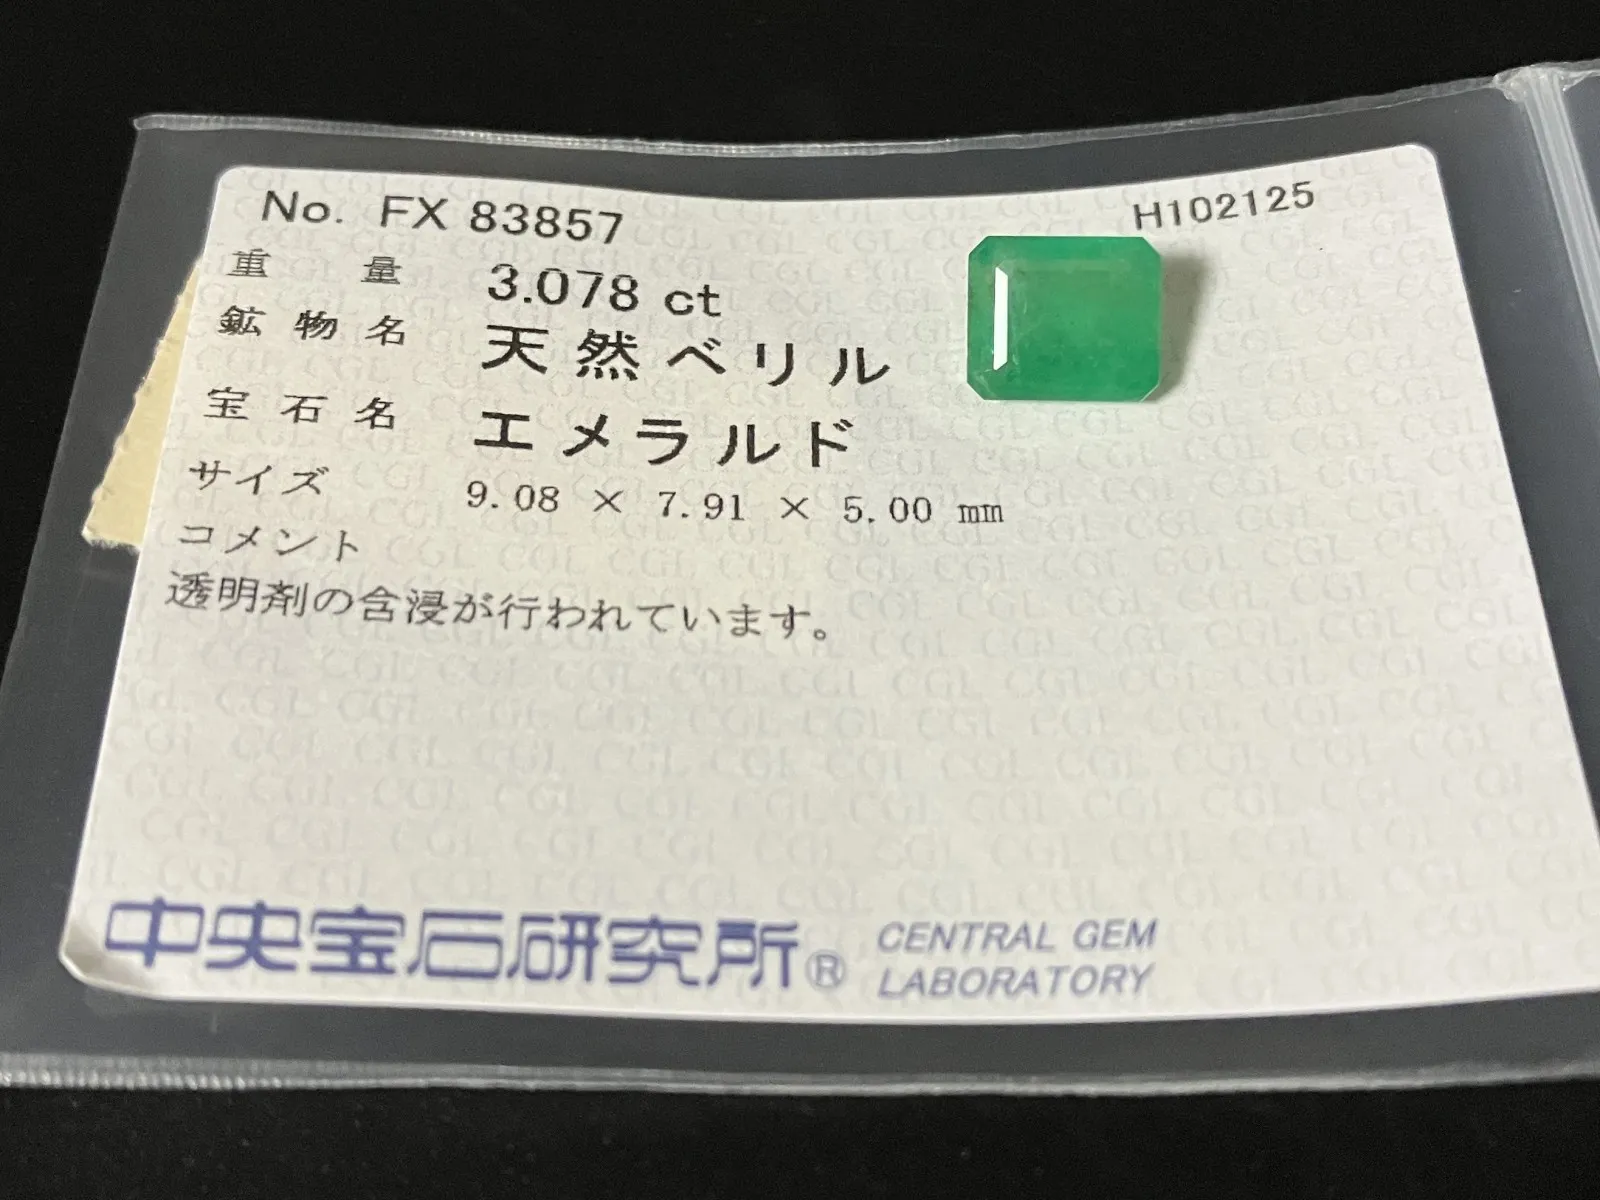 No. FX 83857
H102125
重量 3.078 ct
鉱物名 天然ベリル
宝石名 エメラルド
サイズ 9.08 × 7.91 × 5.00 mm
コメント
透明剤の含浸が行われています。
中央宝石研究所® CENTRAL GEM
LABORATORY